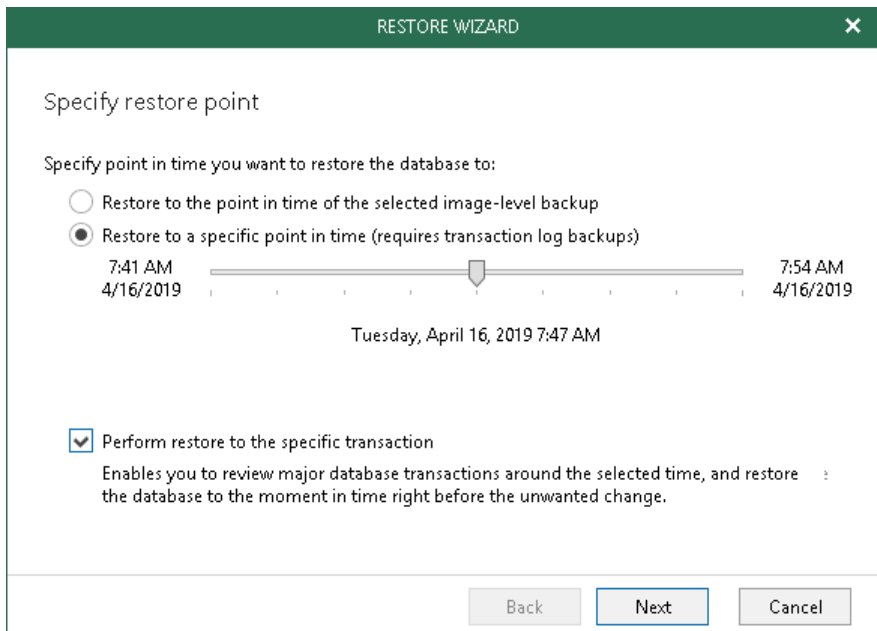 RESTORE WIZARD
Specify restore point
Specify point in time you want to restore the database to:
Restore to the point in time of the selected image-level backup
Restore to a specific point in time (requires transaction log backups)
7:41 AM
4/16/2019
7:54 AM
4/16/2019
Tuesday, April 16, 2019 7:47 AM
Perform restore to the specific transaction
Enables you to review major database transactions around the selected time, and restore
the database to the moment in time right before the unwanted change.
Back
Next
Cancel